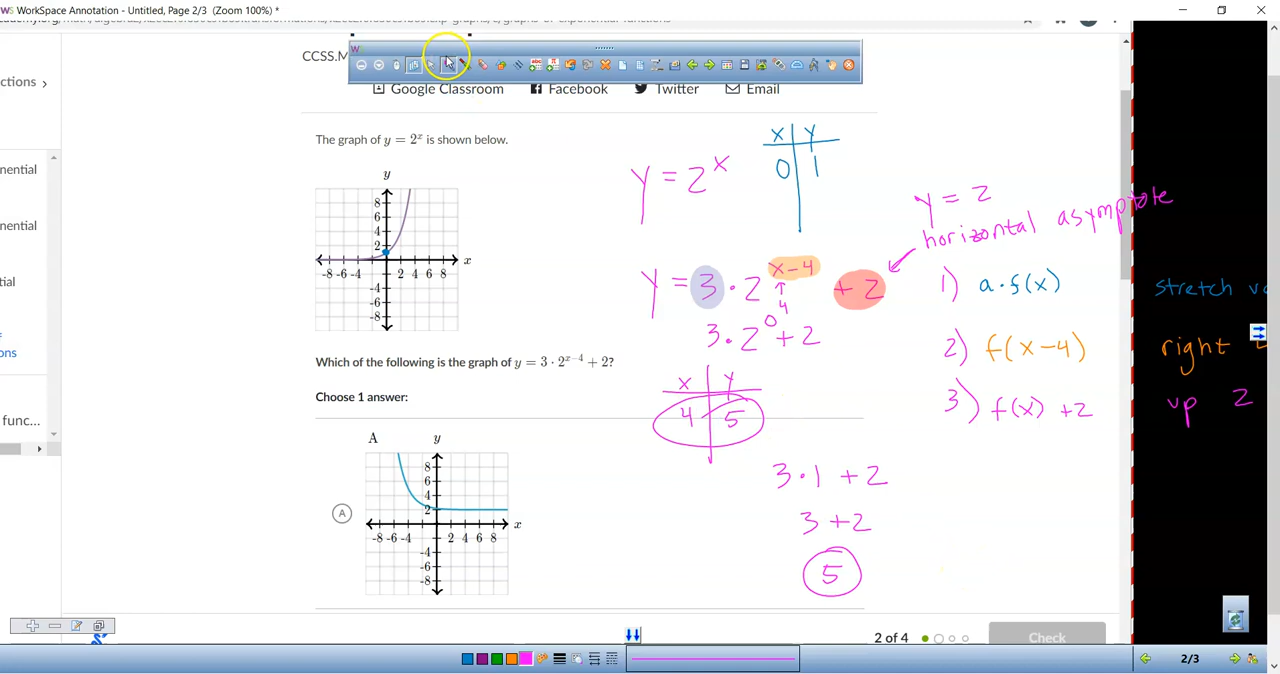 WorkSpace Annotation - Untitled, Page 2/3 (Zoom 100%) *
CCSS.M
ctions >
Google Classroom Facebook Twitter Email
The graph of y = 2^x is shown below.
nential
nential
tial
ons
func...
y
8
6
4
2
-8 -6 -4 2 4 6 8 x
-4
-6
-8
Which of the following is the graph of y = 3 · 2^{x−4} + 2?
Choose 1 answer:
A
A
y
8
6
4
2
-8 -6 -4 2 4 6 8 x
-4
-6
-8
y = 2^x
x y
0 1
y = 2
horizontal asymptote
y = 3 · 2^{x−4} + 2
4
3 · 2^0 + 2
x y
4 5
3 · 1 + 2
3 + 2
5
1) a · f(x) stretch
2) f(x−4) right
3) f(x) + 2 up 2
2 of 4
Check
2/3